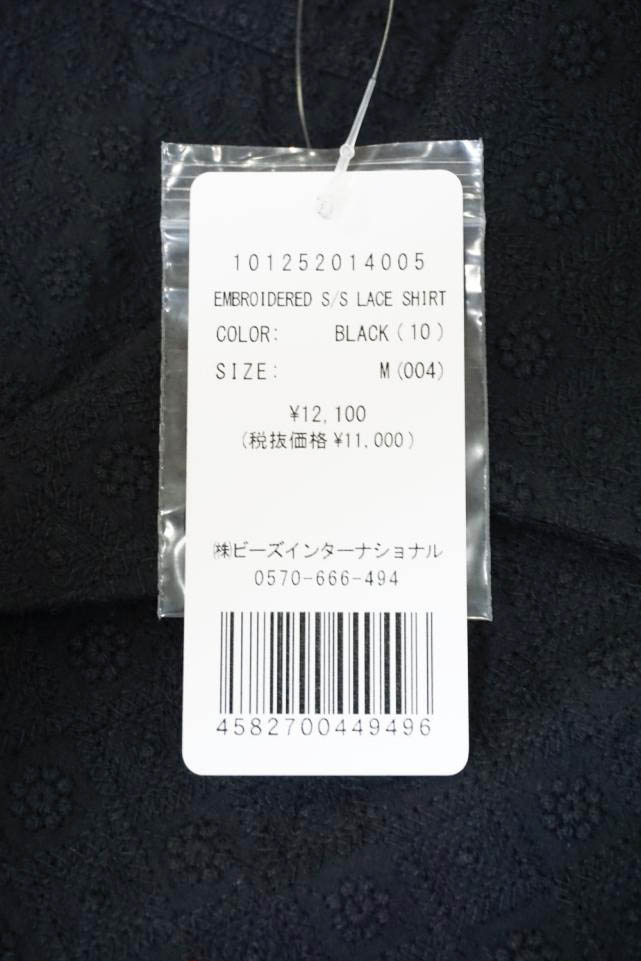 101252014005
EMBROIDERED S/S LACE SHIRT
COLOR: BLACK(10)
SIZE: M(004)
¥12,100
(税抜価格¥11,000)
㈱ビーズインターナショナル
0570-666-494
4582700449496